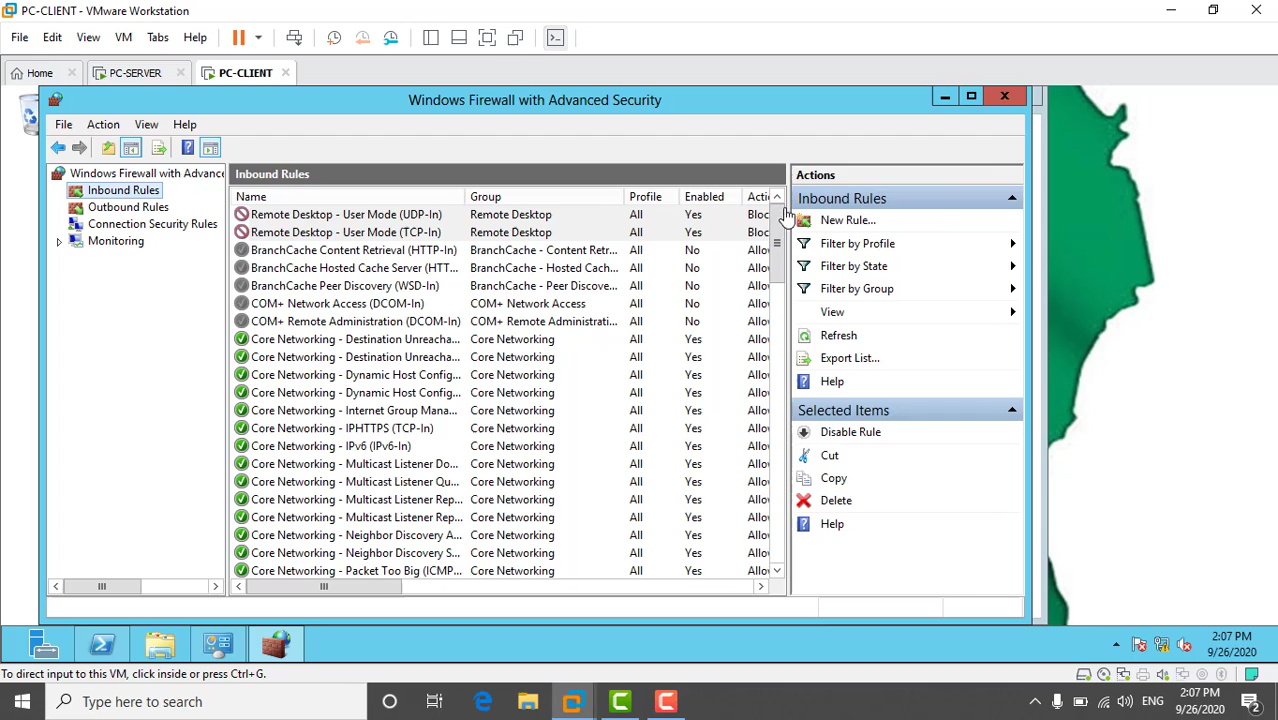 PC-CLIENT - VMware Workstation
File Edit View VM Tabs Help
Home PC-SERVER PC-CLIENT
Windows Firewall with Advanced Security
File Action View Help
Windows Firewall with Advance
Inbound Rules
Outbound Rules
Connection Security Rules
Monitoring
Inbound Rules
Name Group Profile Enabled Actio
Remote Desktop - User Mode (UDP-In) Remote Desktop All Yes Bloc
Remote Desktop - User Mode (TCP-In) Remote Desktop All Yes Bloc
BranchCache Content Retrieval (HTTP-In) BranchCache - Content Retr... All No Allo
BranchCache Hosted Cache Server (HTT... BranchCache - Hosted Cach... All No Allo
BranchCache Peer Discovery (WSD-In) BranchCache - Peer Discove... All No Allo
COM+ Network Access (DCOM-In) COM+ Network Access All No Allo
COM+ Remote Administration (DCOM-In) COM+ Remote Administrati... All No Allo
Core Networking - Destination Unreacha... Core Networking All Yes Allo
Core Networking - Destination Unreacha... Core Networking All Yes Allo
Core Networking - Dynamic Host Config... Core Networking All Yes Allo
Core Networking - Dynamic Host Config... Core Networking All Yes Allo
Core Networking - Internet Group Mana... Core Networking All Yes Allo
Core Networking - IPHTTPS (TCP-In) Core Networking All Yes Allo
Core Networking - IPv6 (IPv6-In) Core Networking All Yes Allo
Core Networking - Multicast Listener Do... Core Networking All Yes Allo
Core Networking - Multicast Listener Qu... Core Networking All Yes Allo
Core Networking - Multicast Listener Rep... Core Networking All Yes Allo
Core Networking - Multicast Listener Rep... Core Networking All Yes Allo
Core Networking - Neighbor Discovery A... Core Networking All Yes Allo
Core Networking - Neighbor Discovery S... Core Networking All Yes Allo
Core Networking - Packet Too Big (ICMP... Core Networking All Yes Allo
Actions
Inbound Rules
New Rule...
Filter by Profile
Filter by State
Filter by Group
View
Refresh
Export List...
Help
Selected Items
Disable Rule
Cut
Copy
Delete
Help
2:07 PM
9/26/2020
To direct input to this VM, click inside or press Ctrl+G.
Type here to search
ENG
2:07 PM
9/26/2020
2